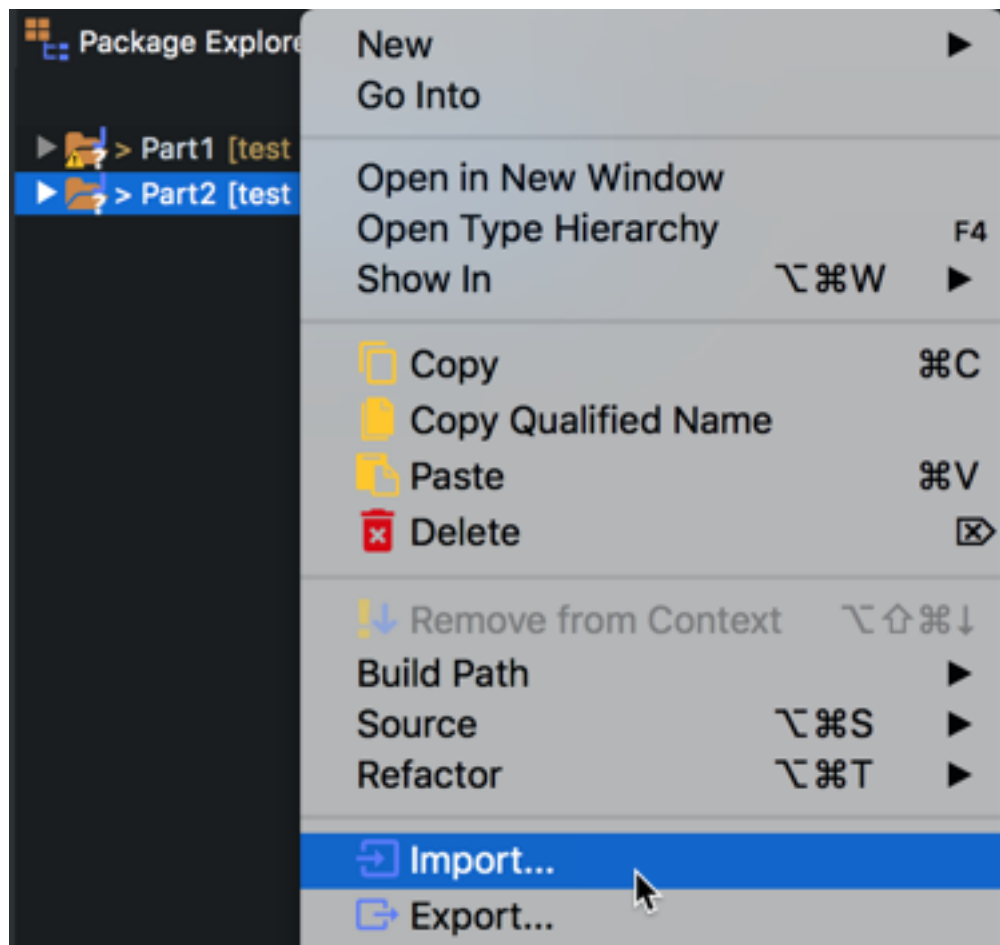 Package Explore
> Part1 [test
> Part2 [test
New
Go Into
Open in New Window
Open Type Hierarchy F4
Show In ⌥⌘W
Copy ⌘C
Copy Qualified Name
Paste ⌘V
Delete ⌦
Remove from Context ⌥⇧⌘↓
Build Path
Source ⌥⌘S
Refactor ⌥⌘T
Import...
Export...